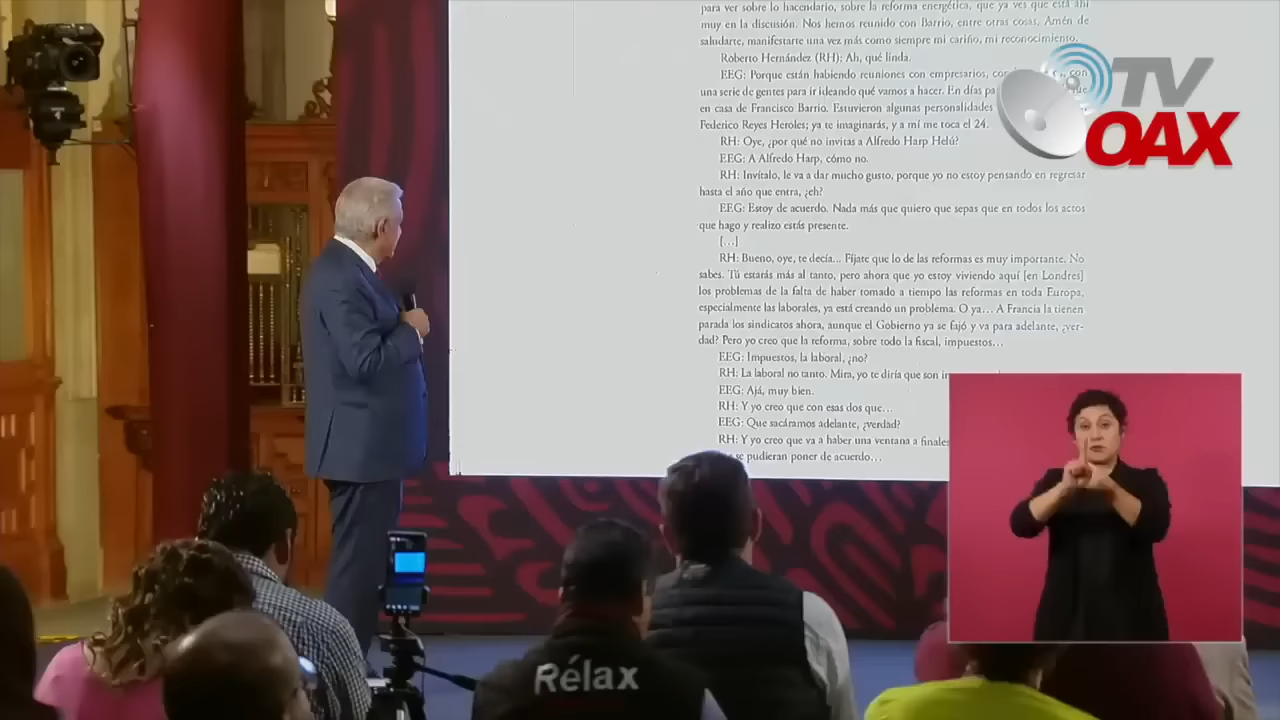 para ver sobre lo hacendario, sobre la reforma energética, que ya ves que está ahí
muy en la discusión. Nos hemos reunido con Barrio, entre otras cosas. Amén de
saludarte, manifestarte una vez más como siempre mi cariño, mi reconocimiento.
Roberto Hernández (RH): Ah, qué linda.
EEG: Porque están habiendo reuniones con empresarios, con
una serie de gentes para ir ideando qué vamos a hacer. En días
en casa de Francisco Barrio. Estuvieron algunas personalidades
Federico Reyes Heroles; ya te imaginarás, y a mí me toca el 24.
RH: Oye, ¿por qué no invitas a Alfredo Harp Helú?
EEG: A Alfredo Harp, cómo no.
RH: Invítalo, le va a dar mucho gusto, porque yo no estoy pensando en regresar
hasta el año que entra, ¿eh?
EEG: Estoy de acuerdo. Nada más que quiero que sepas que en todos los actos
que hago y realizo estás presente.
[...]
RH: Bueno, oye, te decía... Fíjate que lo de las reformas es muy importante. No
sabes. Tú estarás más al tanto, pero ahora que yo estoy viviendo aquí [en Londres]
los problemas de la falta de haber tomado a tiempo las reformas en toda Europa,
especialmente las laborales, ya está creando un problema. O ya... A Francia la tienen
parada los sindicatos ahora, aunque el Gobierno ya se fajó y va para adelante, ¿ver-
dad? Pero yo creo que la reforma, sobre todo la fiscal, impuestos...
EEG: Impuestos, la laboral, ¿no?
RH: La laboral no tanto. Mira, yo te diría que son
EEG: Ajá, muy bien.
RH: Y yo creo que con esas dos que...
EEG: Que sacáramos adelante, ¿verdad?
RH: Y yo creo que va a haber una ventana a finales
se pudieran poner de acuerdo...
TV
OAX
Rélax